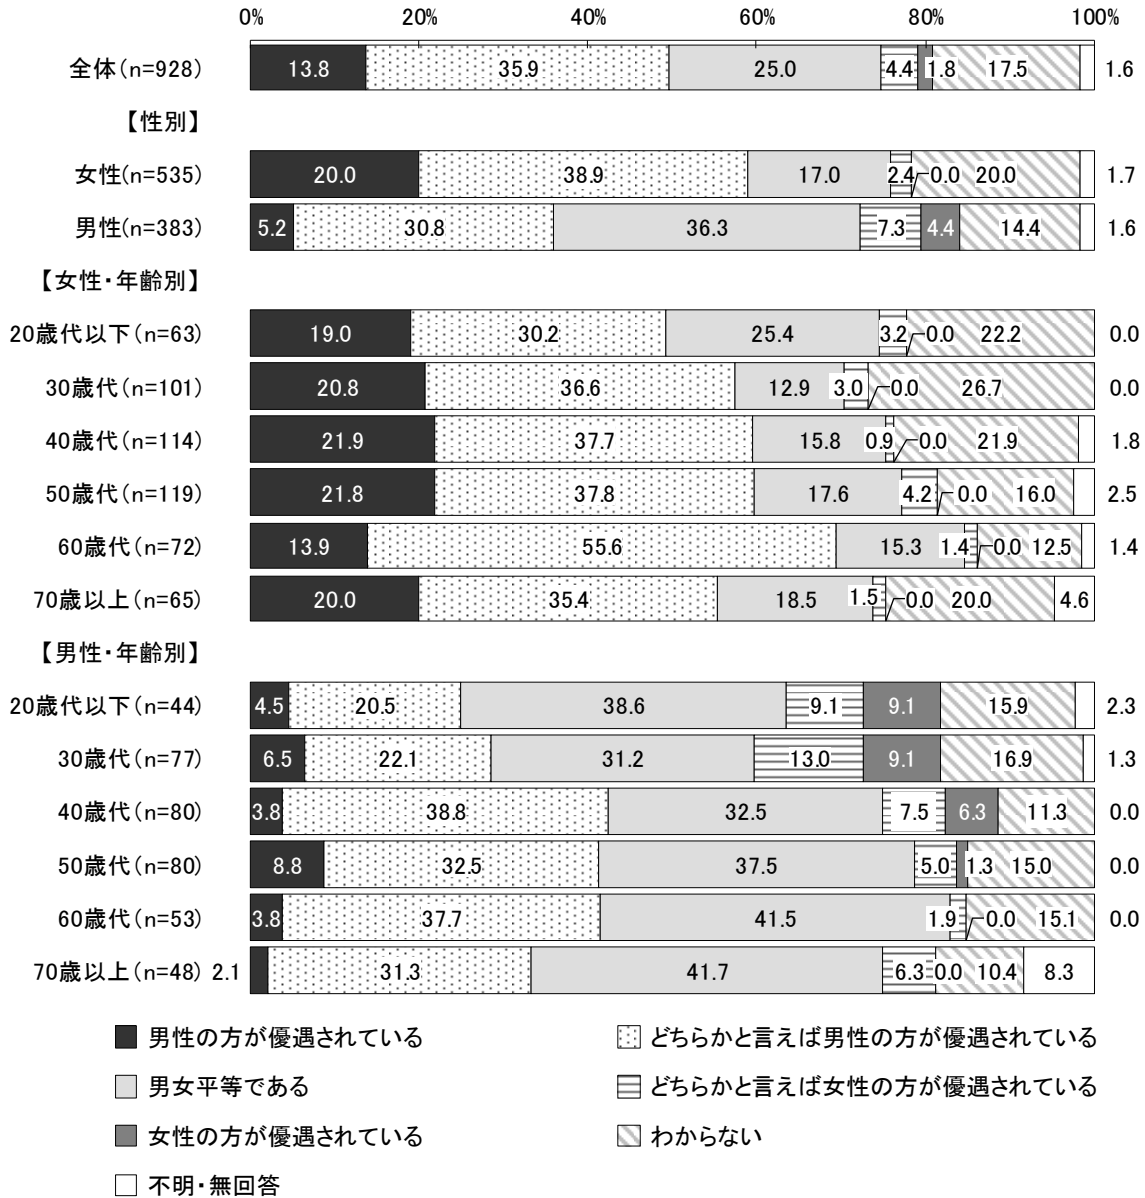 0% 20% 40% 60% 80% 100%
全体(n=928) 13.8 35.9 25.0 4.4 1.8 17.5 1.6
【性別】
女性(n=535) 20.0 38.9 17.0 2.4 0.0 20.0 1.7
男性(n=383) 5.2 30.8 36.3 7.3 4.4 14.4 1.6
【女性・年齢別】
20歳代以下(n=63) 19.0 30.2 25.4 3.2 0.0 22.2 0.0
30歳代(n=101) 20.8 36.6 12.9 3.0 0.0 26.7 0.0
40歳代(n=114) 21.9 37.7 15.8 0.9 0.0 21.9 1.8
50歳代(n=119) 21.8 37.8 17.6 4.2 0.0 16.0 2.5
60歳代(n=72) 13.9 55.6 15.3 1.4 0.0 12.5 1.4
70歳以上(n=65) 20.0 35.4 18.5 1.5 0.0 20.0 4.6
【男性・年齢別】
20歳代以下(n=44) 4.5 20.5 38.6 9.1 9.1 15.9 2.3
30歳代(n=77) 6.5 22.1 31.2 13.0 9.1 16.9 1.3
40歳代(n=80) 3.8 38.8 32.5 7.5 6.3 11.3 0.0
50歳代(n=80) 8.8 32.5 37.5 5.0 1.3 15.0 0.0
60歳代(n=53) 3.8 37.7 41.5 1.9 0.0 15.1 0.0
70歳以上(n=48) 2.1 31.3 41.7 6.3 0.0 10.4 8.3
男性の方が優遇されている どちらかと言えば男性の方が優遇されている
男女平等である どちらかと言えば女性の方が優遇されている
女性の方が優遇されている わからない
不明・無回答